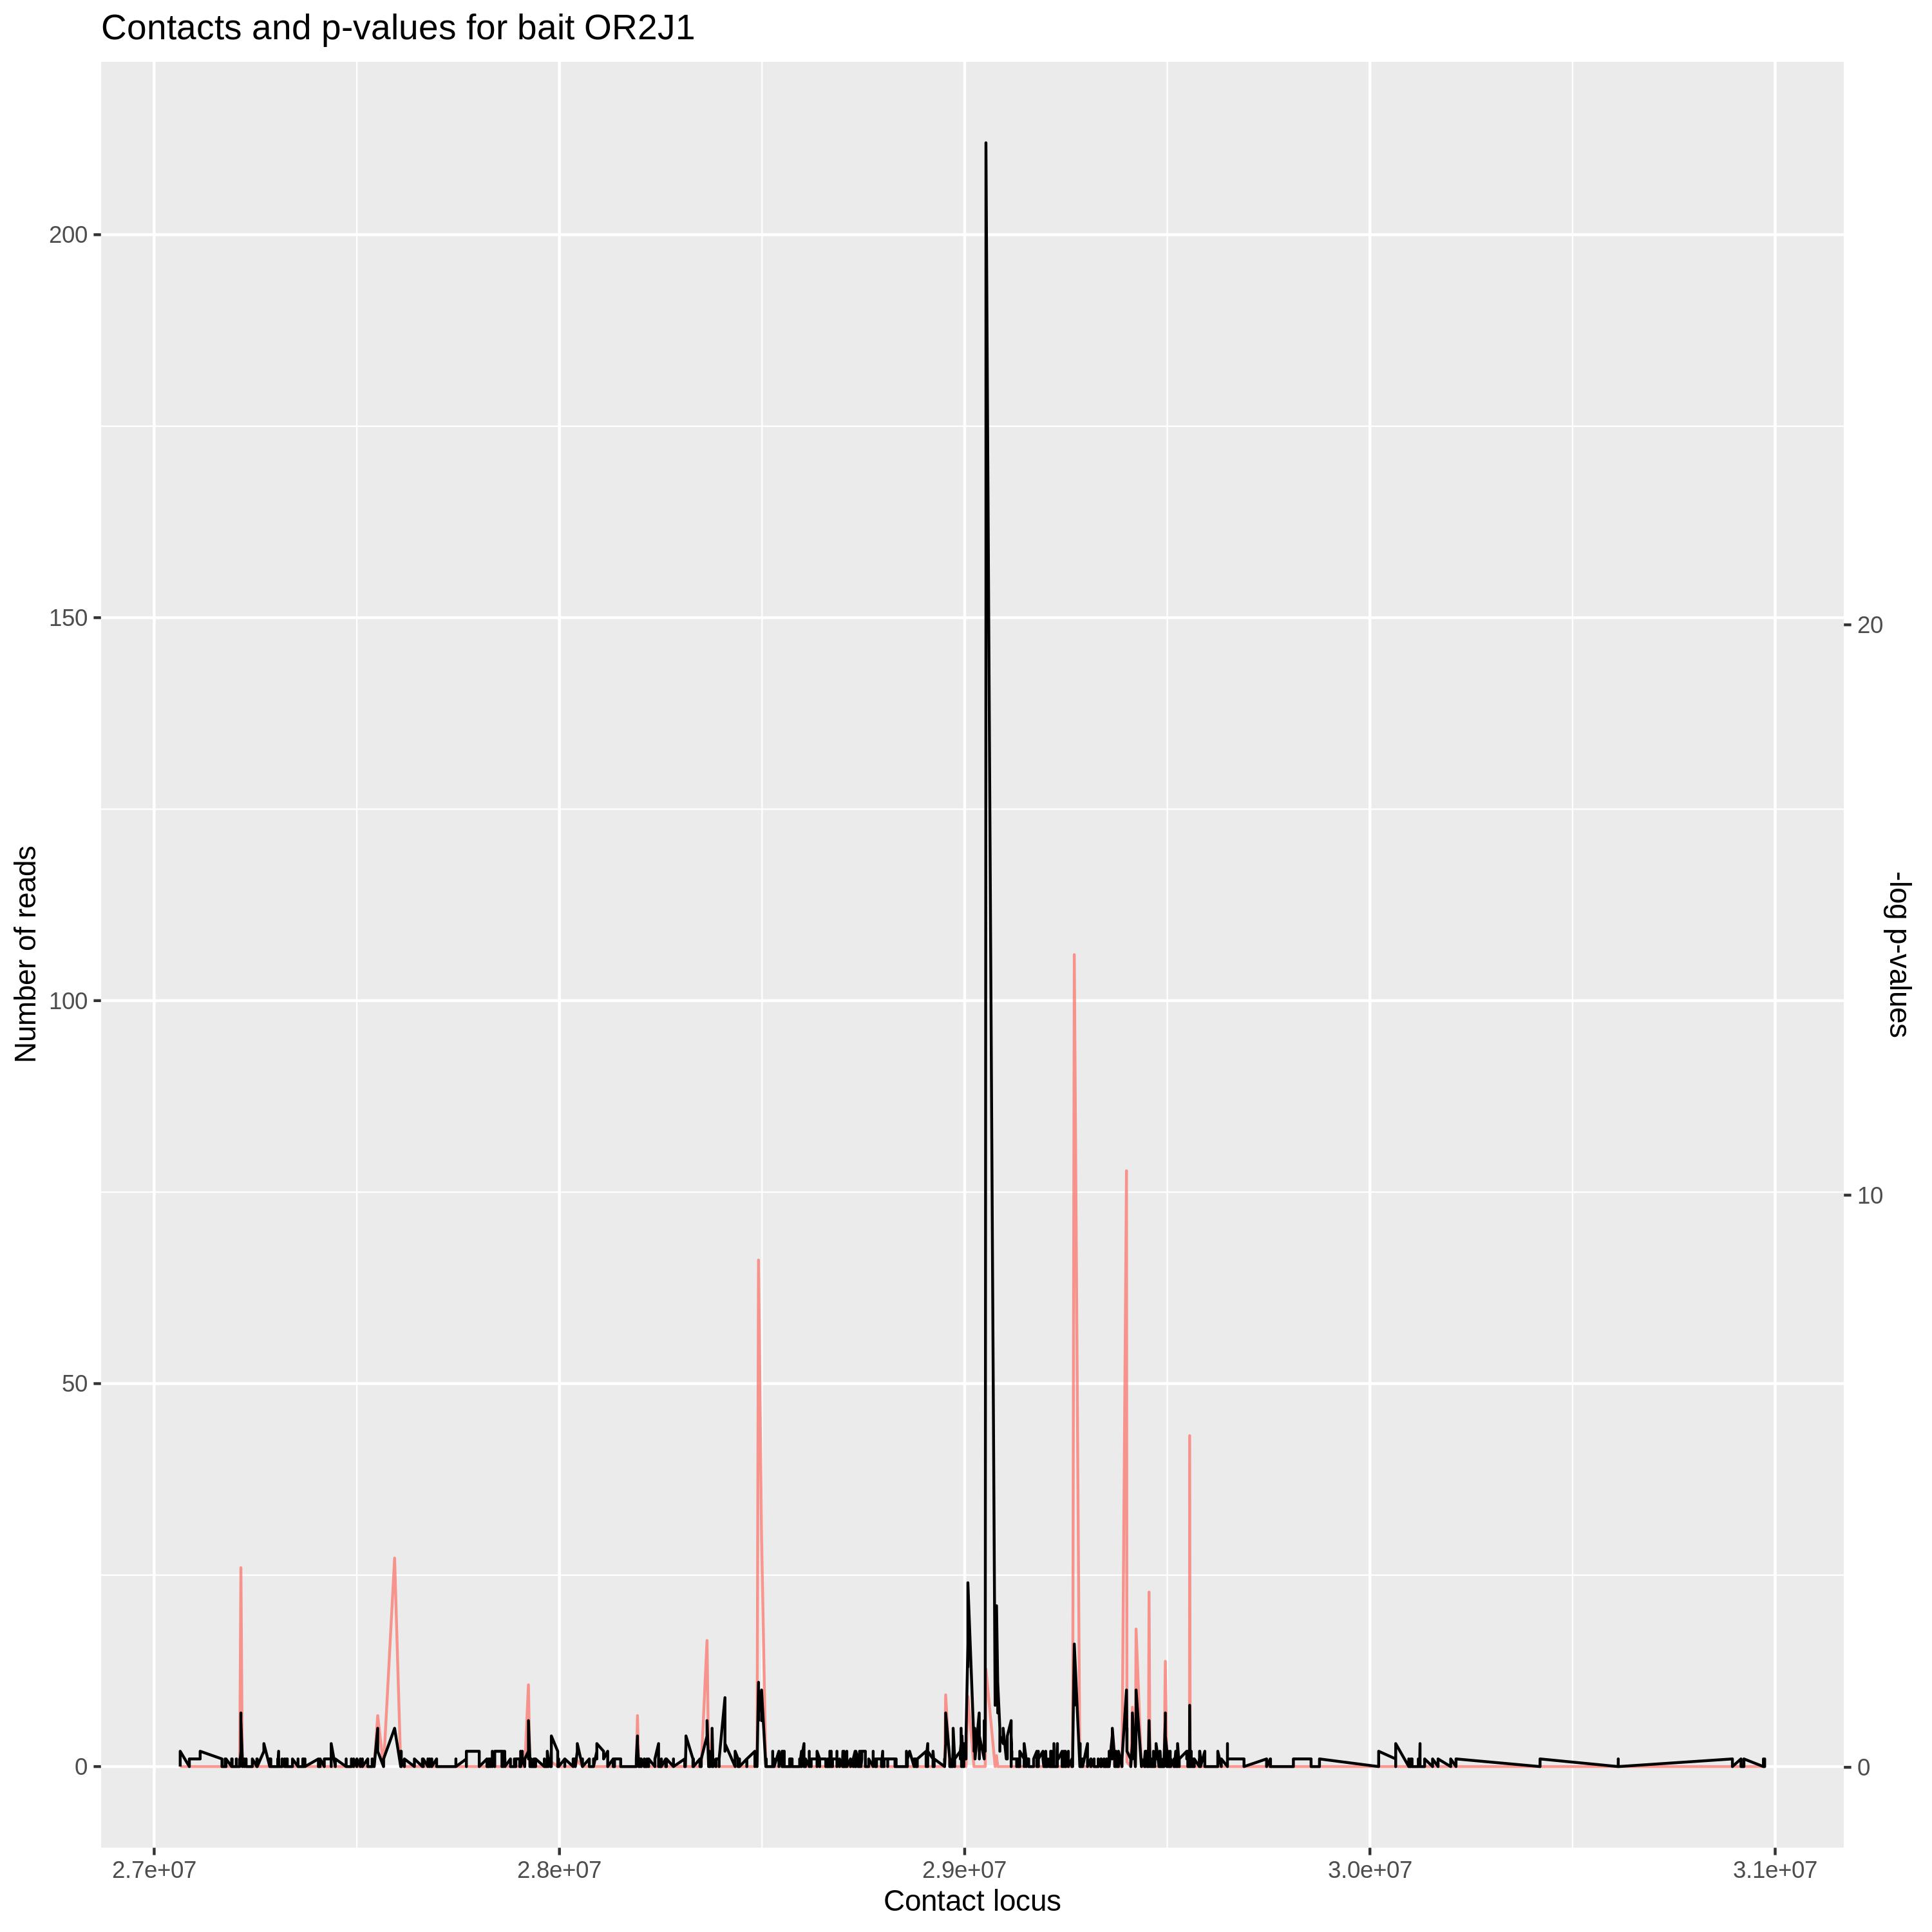 Contacts and p-values for bait OR2J1
200
150
100
50
0
20
10
0
Number of reads
-log p-values
2.7e+07 2.8e+07 2.9e+07 3.0e+07 3.1e+07
Contact locus